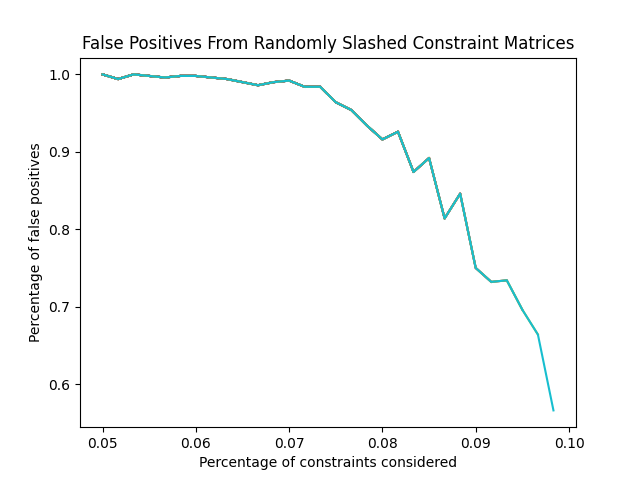 False Positives From Randomly Slashed Constraint Matrices
1.0
0.9
0.8
0.7
0.6
Percentage of false positives
0.05 0.06 0.07 0.08 0.09 0.10
Percentage of constraints considered